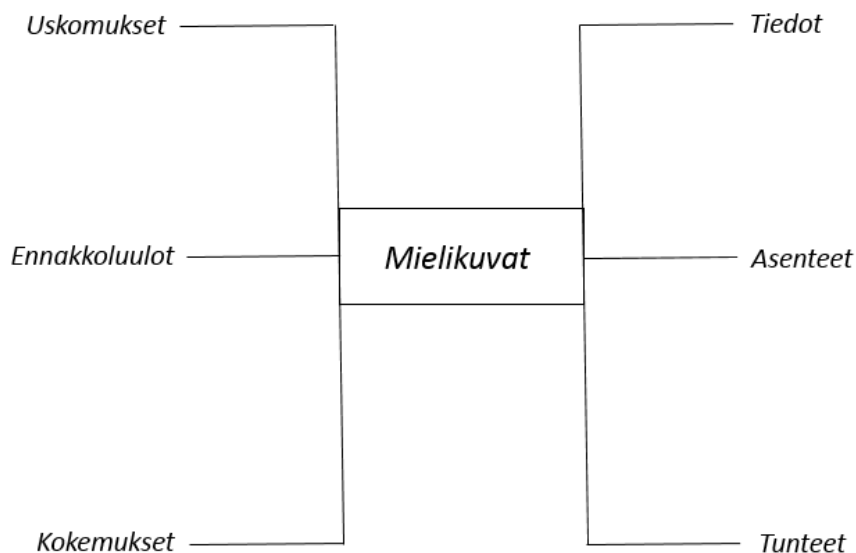 Uskomukset
Tiedot
Ennakkoluulot
Mielikuvat
Asenteet
Kokemukset
Tunteet